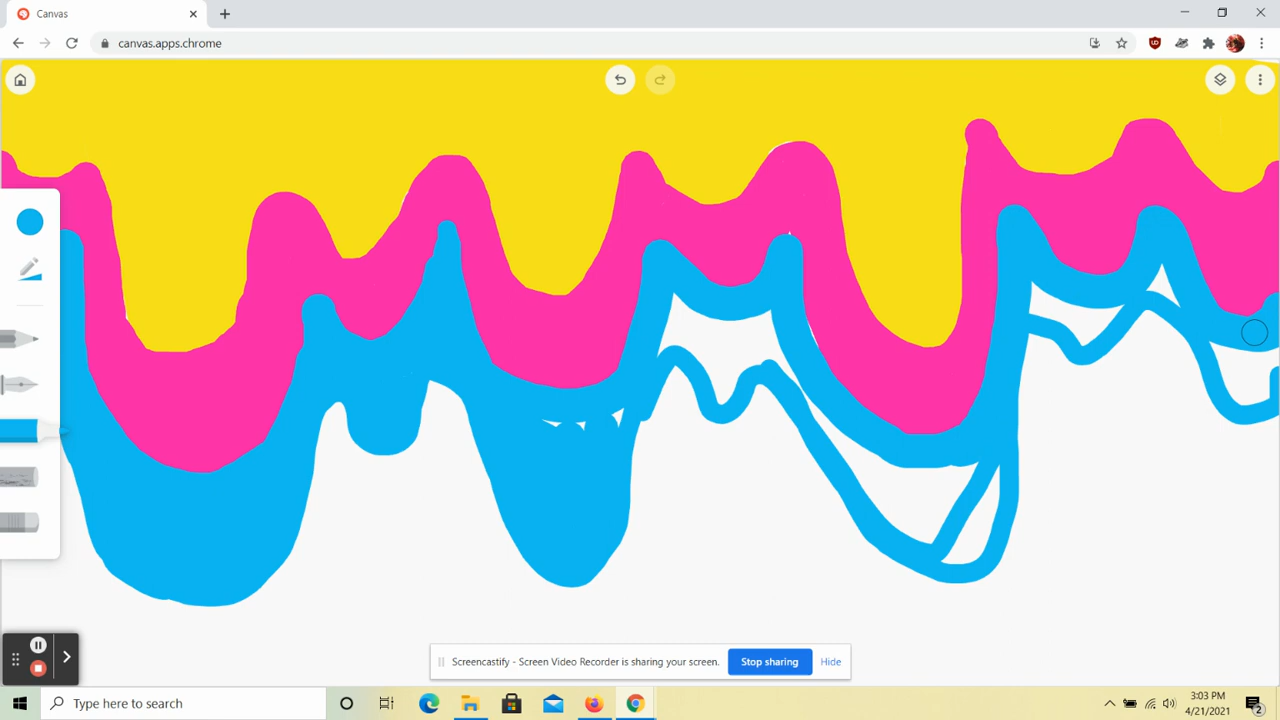 Canvas
canvas.apps.chrome
Screencastify - Screen Video Recorder is sharing your screen. Stop sharing Hide
Type here to search
3:03 PM
4/21/2021
2